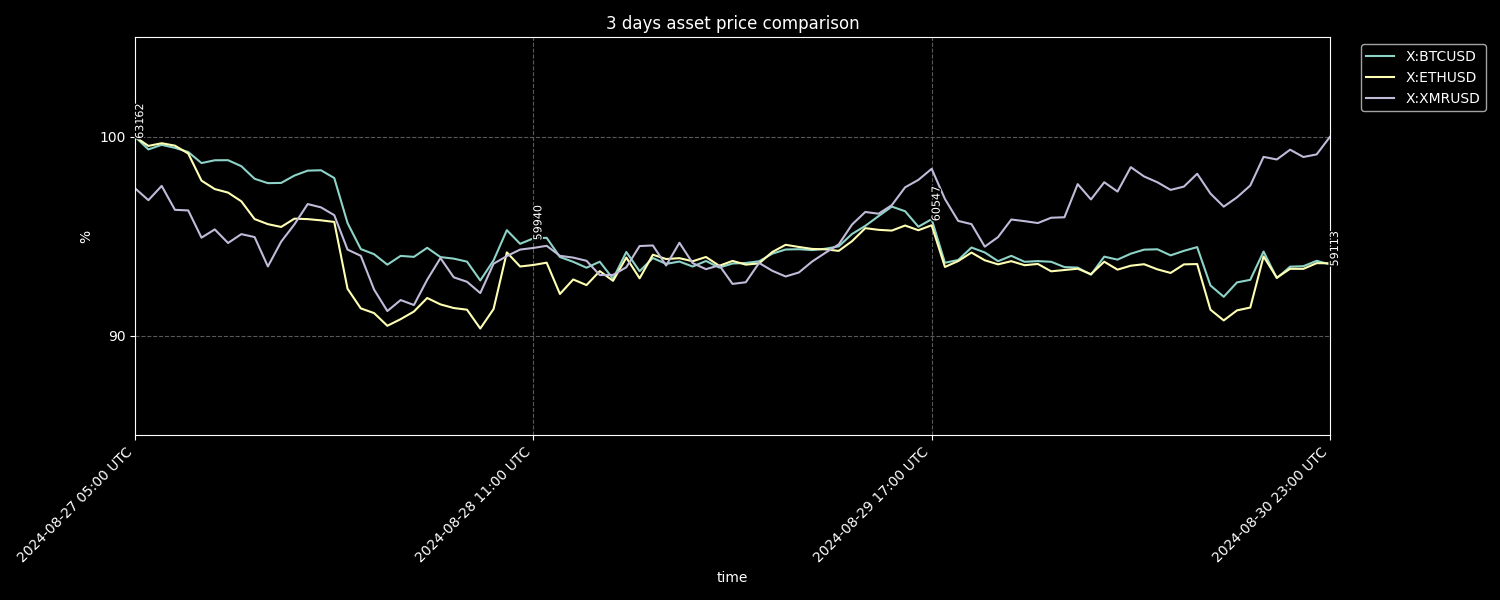 3 days asset price comparison
X:BTCUSD
X:ETHUSD
X:XMRUSD
63162
59940
60547
59113
100
90
%
2024-08-27 05:00 UTC
2024-08-28 11:00 UTC
2024-08-29 17:00 UTC
2024-08-30 23:00 UTC
time